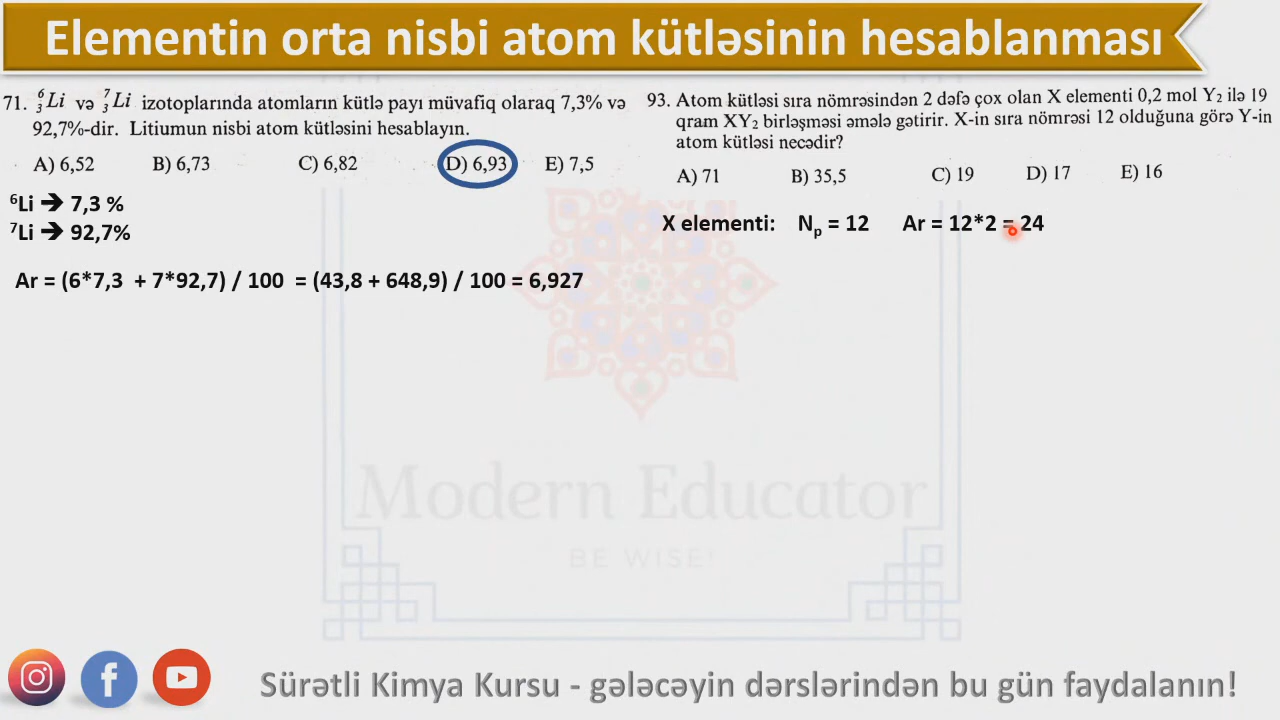 Elementin orta nisbi atom kütləsinin hesablanması
71. ⁶₃Li və ⁷₃Li izotoplarında atomların kütlə payı müvafiq olaraq 7,3% və
92,7%-dir. Litiumun nisbi atom kütləsini hesablayın.
A) 6,52 B) 6,73 C) 6,82 D) 6,93 E) 7,5
⁶Li ➔ 7,3 %
⁷Li ➔ 92,7%
Ar = (6*7,3 + 7*92,7) / 100 = (43,8 + 648,9) / 100 = 6,927
93. Atom kütləsi sıra nömrəsindən 2 dəfə çox olan X elementi 0,2 mol Y₂ ilə 19
qram XY₂ birləşməsi əmələ gətirir. X-in sıra nömrəsi 12 olduğuna görə Y-in
atom kütləsi necədir?
A) 71 B) 35,5 C) 19 D) 17 E) 16
X elementi: Nₚ = 12 Ar = 12*2 = 24
Modern Educator
BE WISE!
Sürətli Kimya Kursu - gələcəyin dərslərindən bu gün faydalanın!